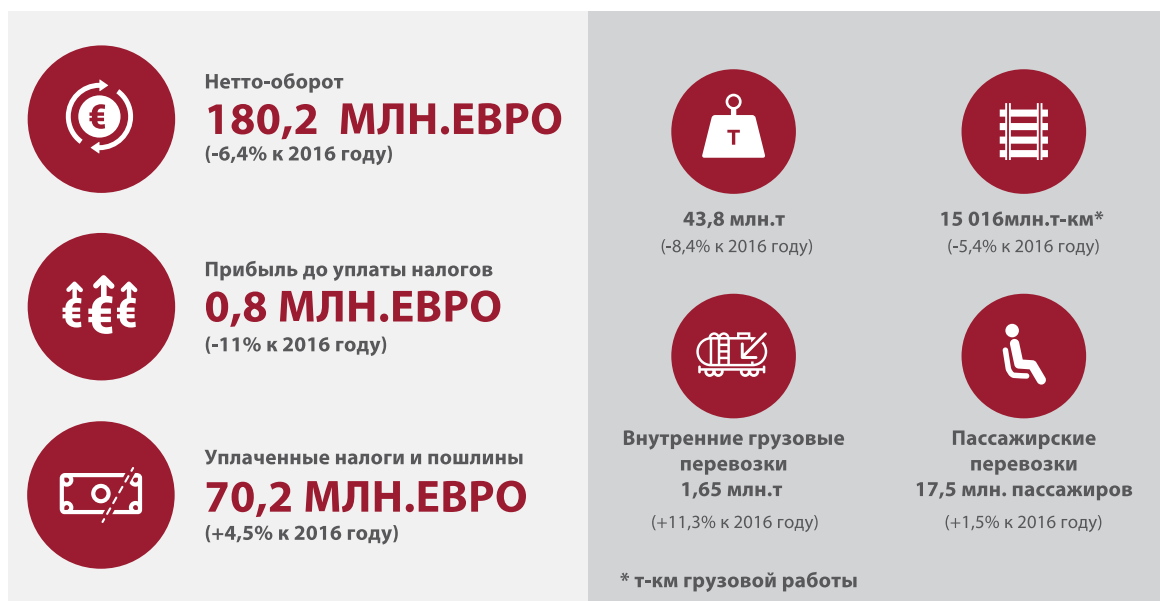 Нетто-оборот
180,2 МЛН.ЕВРО
(-6,4% к 2016 году)
Прибыль до уплаты налогов
0,8 МЛН.ЕВРО
(-11% к 2016 году)
Уплаченные налоги и пошлины
70,2 МЛН.ЕВРО
(+4,5% к 2016 году)
Т
43,8 млн.т
(-8,4% к 2016 году)
15 016млн.т-км*
(-5,4% к 2016 году)
Внутренние грузовые
перевозки
1,65 млн.т
(+11,3% к 2016 году)
Пассажирские
перевозки
17,5 млн. пассажиров
(+1,5% к 2016 году)
* т-км грузовой работы